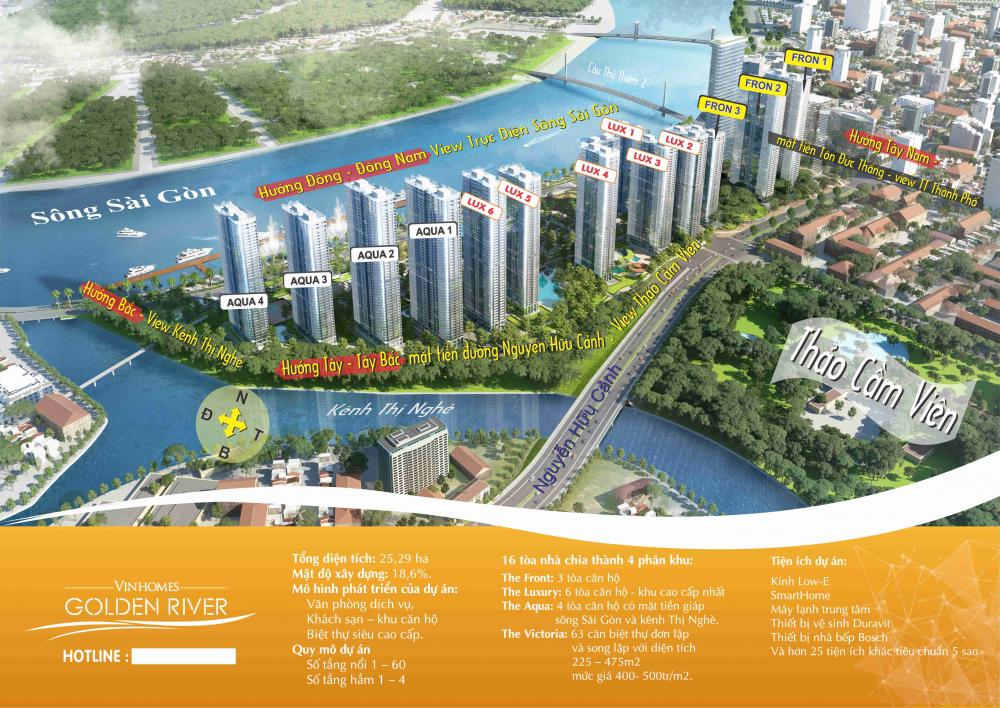 Cầu Thủ Thiêm 2
FRON 1
FRON 2
FRON 3
Hướng Tây Nam :
mặt tiền Tôn Đức Thắng - view TT Thành Phố
Hướng Đông - Đông Nam View Trực Diện Sông Sài Gòn
Sông Sài Gòn
LUX 1
LUX 2
LUX 3
LUX 4
LUX 5
LUX 6
AQUA 1
AQUA 2
AQUA 3
AQUA 4
Hướng Bắc - View Kênh Thị Nghè
Hướng Tây - Tây Bắc mặt tiền đường Nguyễn Hữu Cảnh : View Thảo Cầm Viên
Thảo Cầm Viên
Nguyễn Hữu Cảnh
Kênh Thị Nghè
N
Đ
T
B
VINHOMES
GOLDEN RIVER
HOTLINE :
Tổng diện tích: 25,29 ha
Mật độ xây dựng: 18,6%.
Mô hình phát triển của dự án:
Văn phòng dịch vụ,
Khách sạn – khu căn hộ
Biệt thự siêu cao cấp.
Quy mô dự án
Số tầng nổi 1 – 60
Số tầng hầm 1 – 4
16 tòa nhà chia thành 4 phân khu:
The Front: 3 tòa căn hộ
The Luxury: 6 tòa căn hộ - khu cao cấp nhất
The Aqua: 4 tòa căn hộ có mặt tiền giáp
sông Sài Gòn và kênh Thị Nghè.
The Victoria: 63 căn biệt thự đơn lập
và song lập với diện tích
225 – 475m2
mức giá 400- 500tr/m2.
Tiện ích dự án:
Kính Low-E
SmartHome
Máy lạnh trung tâm
Thiết bị vệ sinh Duravit
Thiết bị nhà bếp Bosch
Và hơn 25 tiện ích khác tiêu chuẩn 5 sao